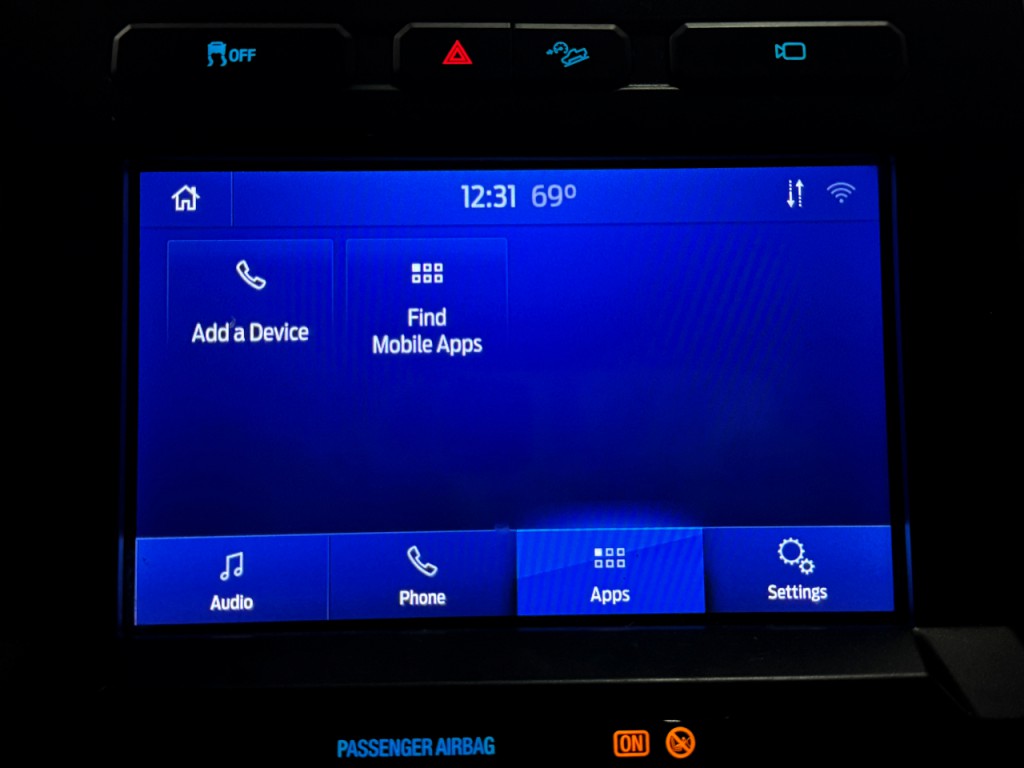 OFF
12:31 69º
Add a Device
Find
Mobile Apps
Audio
Phone
Apps
Settings
PASSENGER AIRBAG
ON